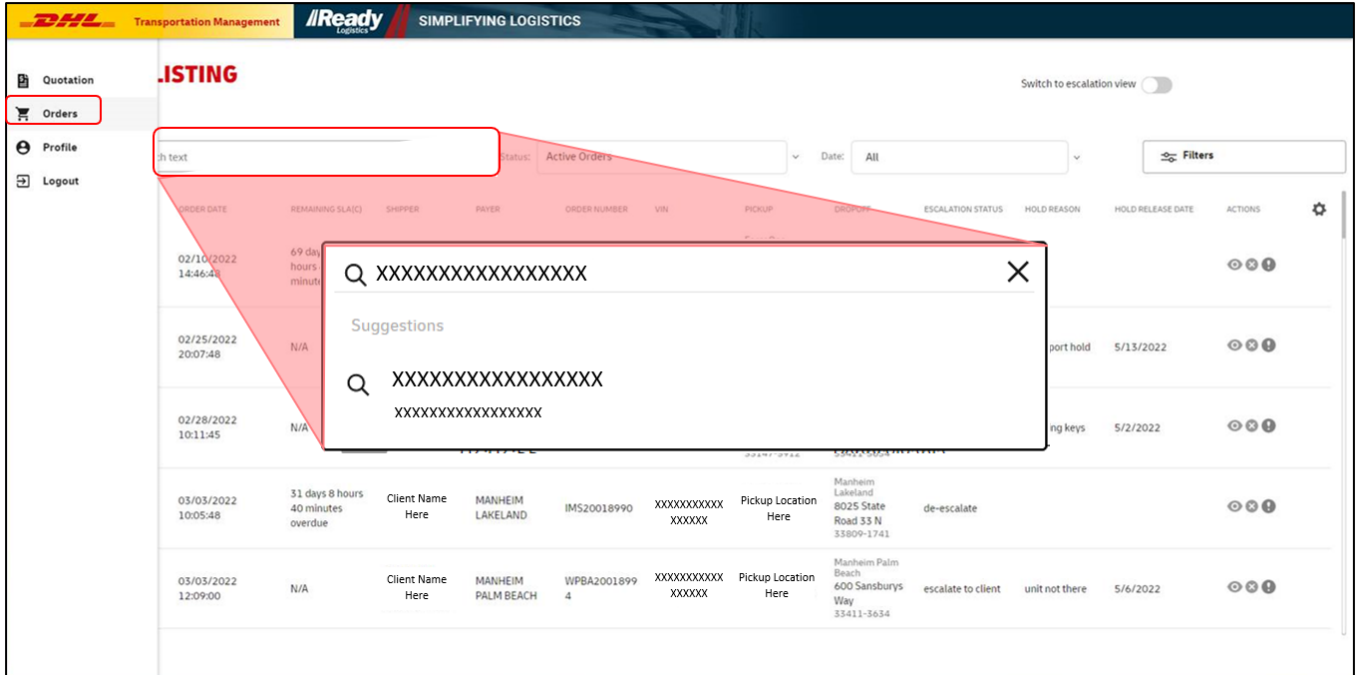 DHL Transportation Management
Ready Logistics
SIMPLIFYING LOGISTICS
Quotation
Orders
Profile
Logout
LISTING
Switch to escalation view
ch text
Status:
Active Orders
Date:
All
Filters
ORDER DATE
REMAINING SLA(C)
SHIPPER
PAYER
ORDER NUMBER
VIN
PICKUP
DROPOFF
ESCALATION STATUS
HOLD REASON
HOLD RELEASE DATE
ACTIONS
02/10/2022
14:46:43
69 day
hours
minute
XXXXXXXXXXXXXXXXX
Suggestions
XXXXXXXXXXXXXXXXX
XXXXXXXXXXXXXXXXX
02/25/2022
20:07:48
N/A
port hold
5/13/2022
02/28/2022
10:11:45
N/A
ng keys
5/2/2022
03/03/2022
10:05:48
31 days 8 hours
40 minutes
overdue
Client Name
Here
MANHEIM
LAKELAND
IMS20018990
XXXXXXXXXXX
XXXXXX
Pickup Location
Here
Manheim
Lakeland
8025 State
Road 33 N
33809-1741
de-escalate
03/03/2022
12:09:00
N/A
Client Name
Here
MANHEIM
PALM BEACH
WPBA2001899
4
XXXXXXXXXXX
XXXXXX
Pickup Location
Here
Manheim Palm
Beach
600 Sansburys
Way
33411-3634
escalate to client
unit not there
5/6/2022